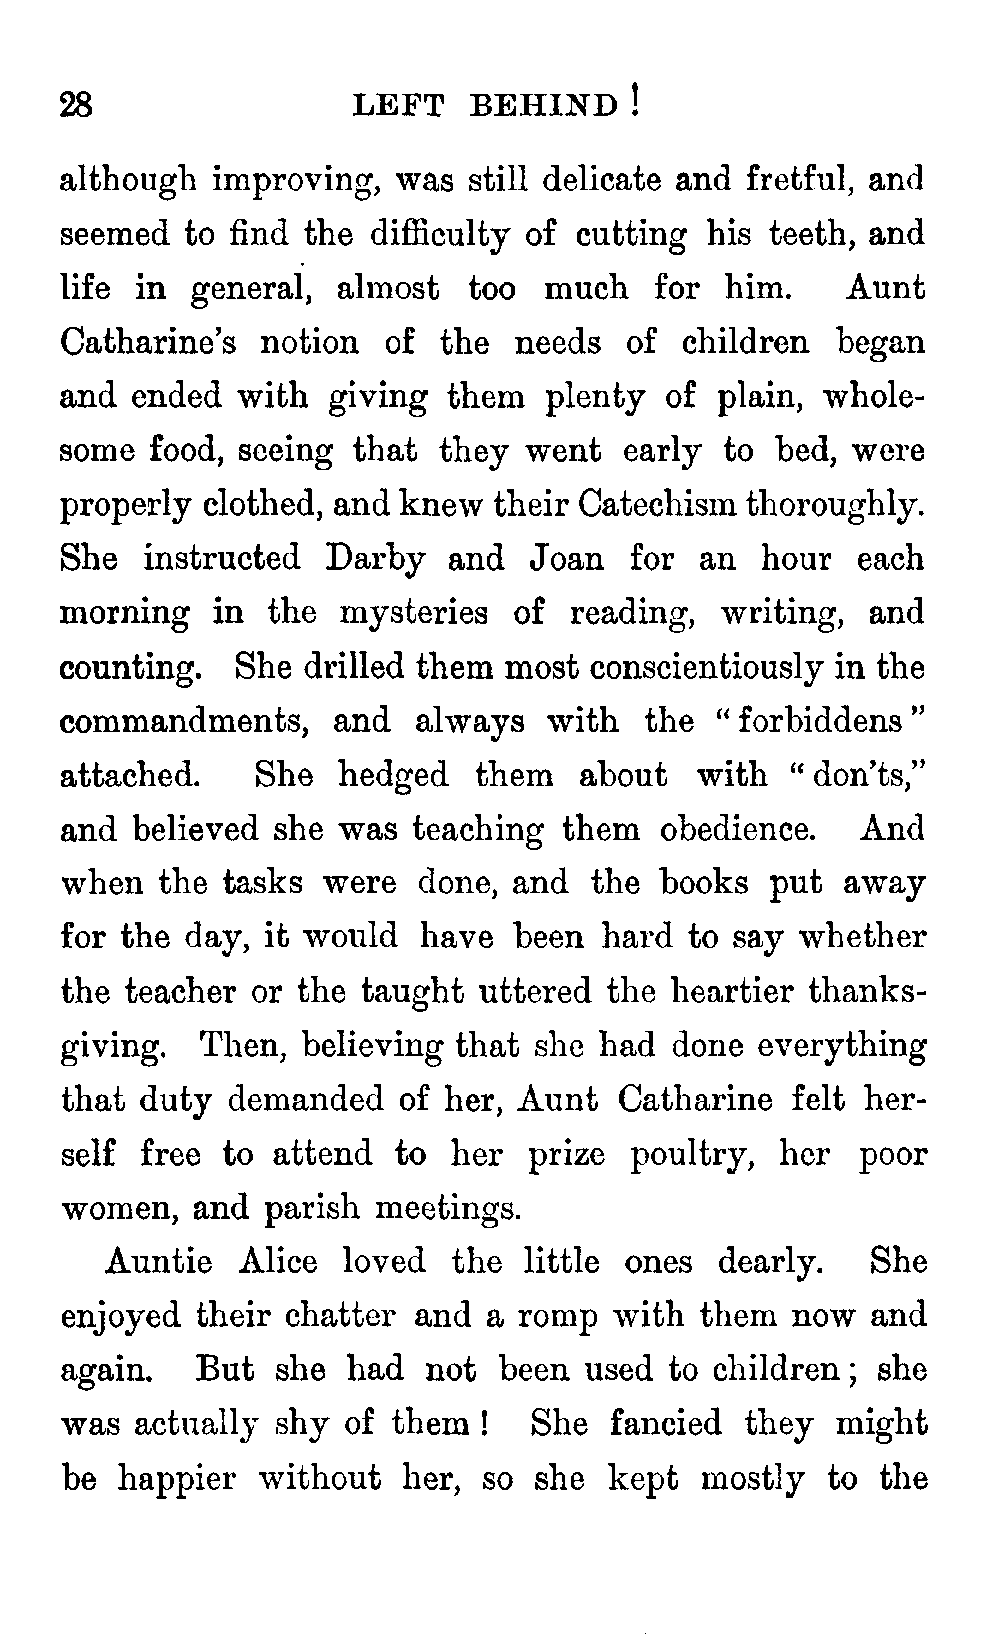 28 LEFT BEHIND!
although improving, was still delicate and fretful, and
seemed to find the difficulty of cutting his teeth, and
life in general, almost too much for him. Aunt
Catharine's notion of the needs of children began
and ended with giving them plenty of plain, whole-
some food, seeing that they went early to bed, were
properly clothed, and knew their Catechism thoroughly.
She instructed Darby and Joan for an hour each
morning in the mysteries of reading, writing, and
counting. She drilled them most conscientiously in the
commandments, and always with the "forbiddens"
attached. She hedged them about with "don'ts,"
and believed she was teaching them obedience. And
when the tasks were done, and the books put away
for the day, it would have been hard to say whether
the teacher or the taught uttered the heartier thanks-
giving. Then, believing that she had done everything
that duty demanded of her, Aunt Catharine felt her-
self free to attend to her prize poultry, her poor
women, and parish meetings.
Auntie Alice loved the little ones dearly. She
enjoyed their chatter and a romp with them now and
again. But she had not been used to children; she
was actually shy of them! She fancied they might
be happier without her, so she kept mostly to the